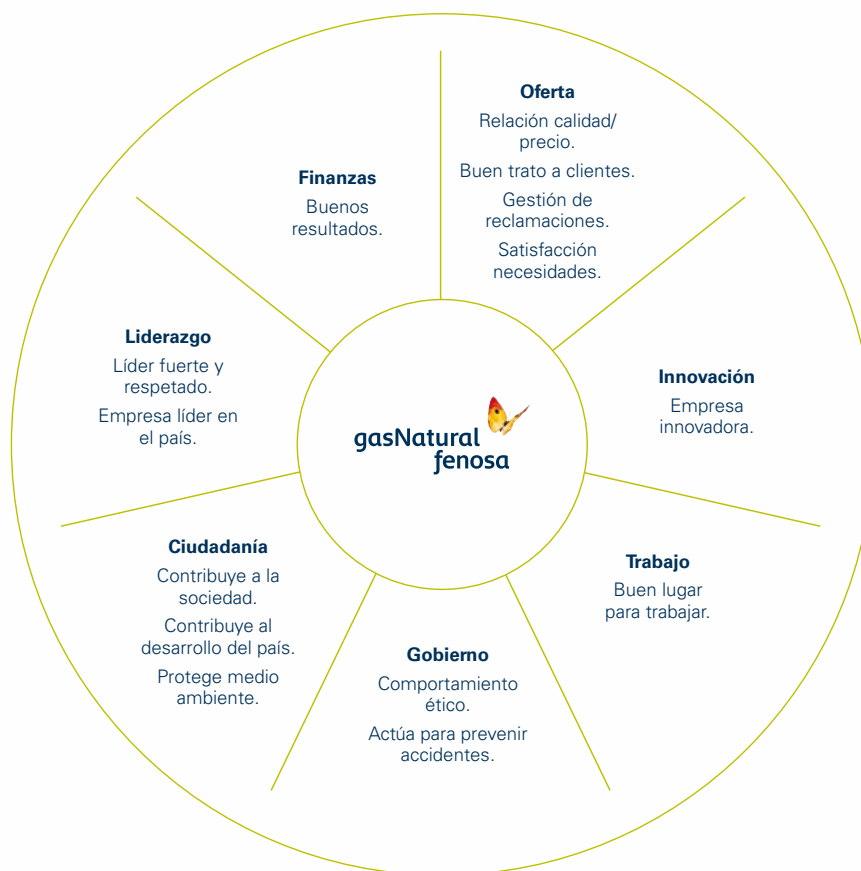 Oferta
Relación calidad/
precio.
Buen trato a clientes.
Gestión de
reclamaciones.
Satisfacción
necesidades.
Finanzas
Buenos
resultados.
Liderazgo
Líder fuerte y
respetado.
Empresa líder en
el país.
Innovación
Empresa
innovadora.
gasNatural
fenosa
Ciudadanía
Contribuye a la
sociedad.
Contribuye al
desarrollo del país.
Protege medio
ambiente.
Trabajo
Buen lugar
para trabajar.
Gobierno
Comportamiento
ético.
Actúa para prevenir
accidentes.